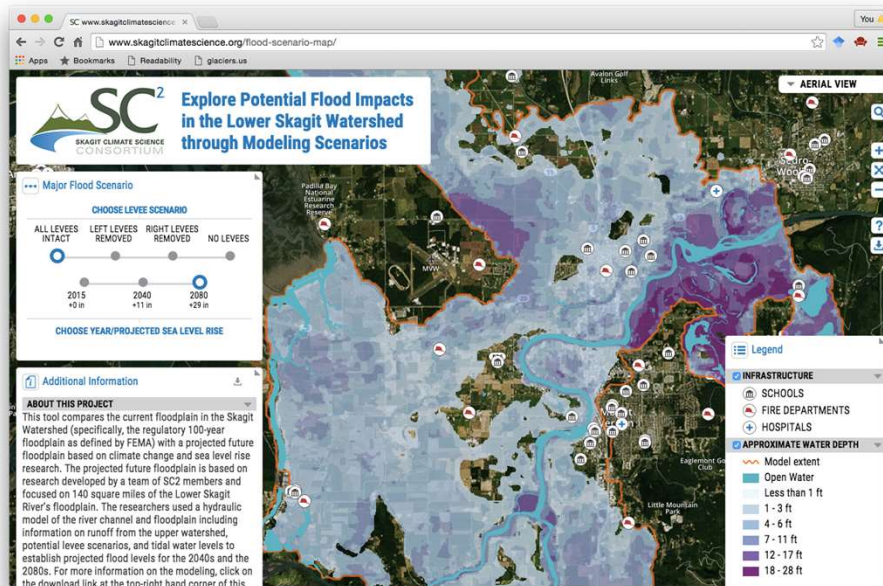 SC www.skagitclimatescience
You
www.skagitclimatescience.org/flood-scenario-map/
Apps
Bookmarks
Readability
glaciers.us
SC2
SKAGIT CLIMATE SCIENCE
CONSORTIUM
Explore Potential Flood Impacts
in the Lower Skagit Watershed
through Modeling Scenarios
Avalon Golf
Links
AERIAL VIEW
Major Flood Scenario
CHOOSE LEVEE SCENARIO
ALL LEVEES INTACT
LEFT LEVEES REMOVED
RIGHT LEVEES REMOVED
NO LEVEES
2015
+0 in
2040
+11 in
2080
+29 in
CHOOSE YEAR/PROJECTED SEA LEVEL RISE
Padilla Bay
National
Estuarine
Research
Reserve
MVW
Additional Information
ABOUT THIS PROJECT
This tool compares the current floodplain in the Skagit
Watershed (specifically, the regulatory 100-year
floodplain as defined by FEMA) with a projected future
floodplain based on climate change and sea level rise
research. The projected future floodplain is based on
research developed by a team of SC2 members and
focused on 140 square miles of the Lower Skagit
River's floodplain. The researchers used a hydraulic
model of the river channel and floodplain including
information on runoff from the upper watershed,
potential levee scenarios, and tidal water levels to
establish projected flood levels for the 2040s and the
2080s. For more information on the modeling, click on
the download link at the top-right hand corner of this
Eaglemont Go
Club
Little Mountain
Park
Legend
INFRASTRUCTURE
SCHOOLS
FIRE DEPARTMENTS
HOSPITALS
APPROXIMATE WATER DEPTH
Model extent
Open Water
Less than 1 ft
1 - 3 ft
4 - 6 ft
7 - 11 ft
12 - 17 ft
18 - 28 ft